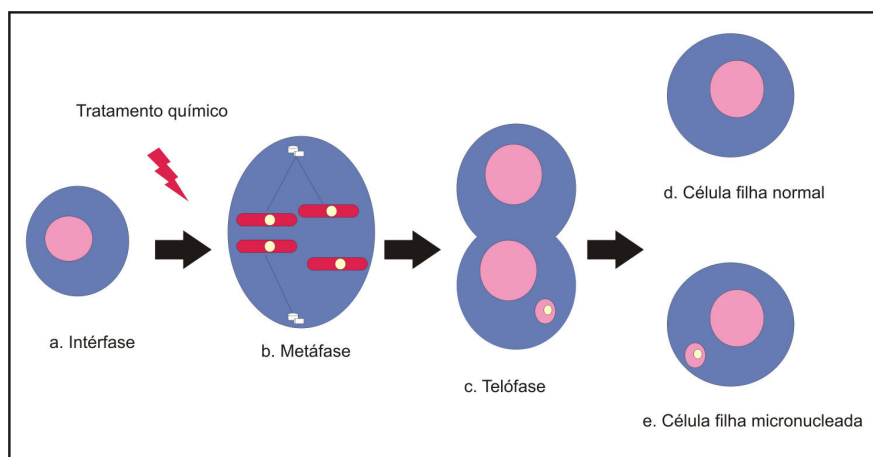 Tratamento químico
a. Intérfase
b. Metáfase
c. Telófase
d. Célula filha normal
e. Célula filha micronucleada